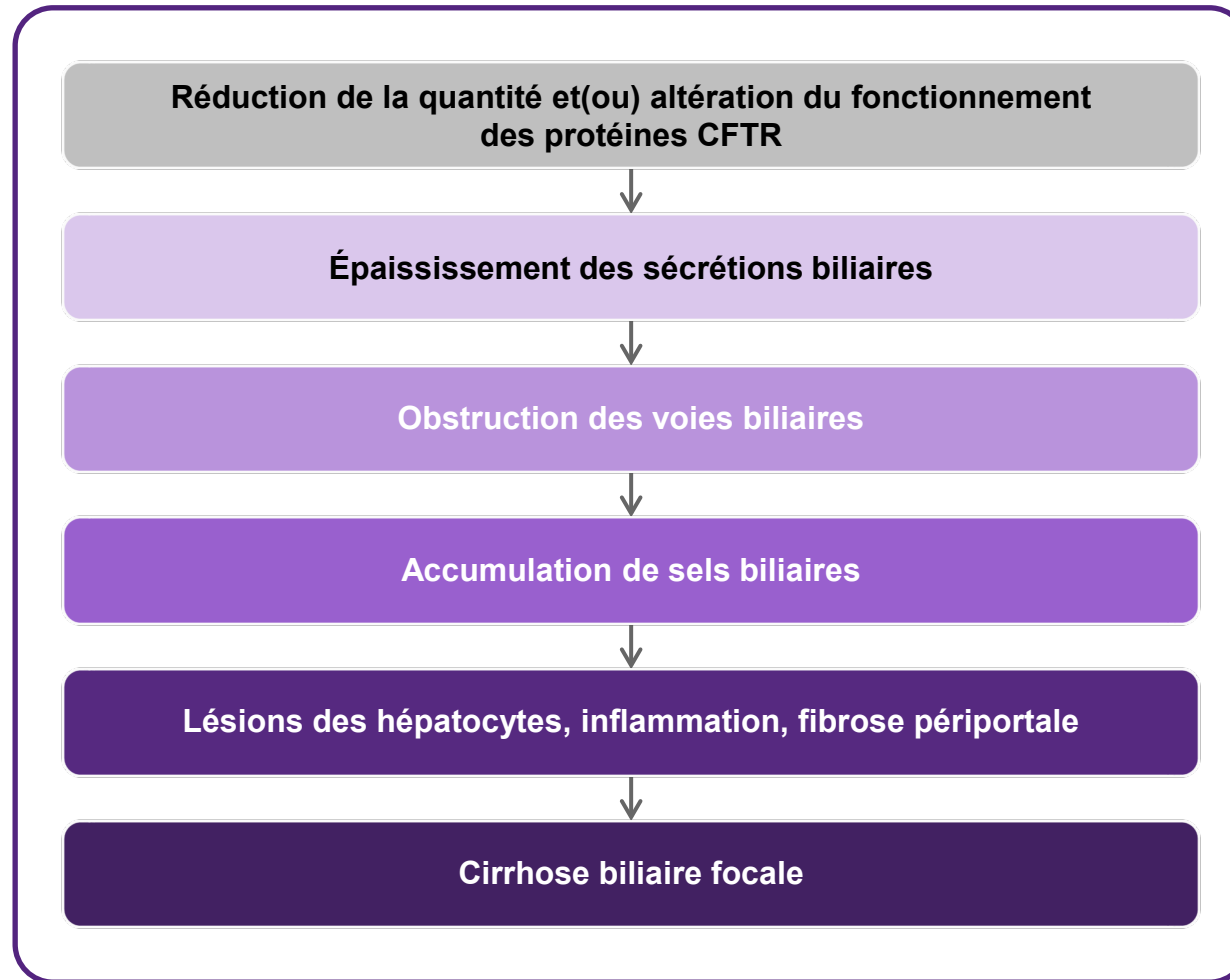 Réduction de la quantité et(ou) altération du fonctionnement
des protéines CFTR
Épaississement des sécrétions biliaires
Obstruction des voies biliaires
Accumulation de sels biliaires
Lésions des hépatocytes, inflammation, fibrose périportale
Cirrhose biliaire focale